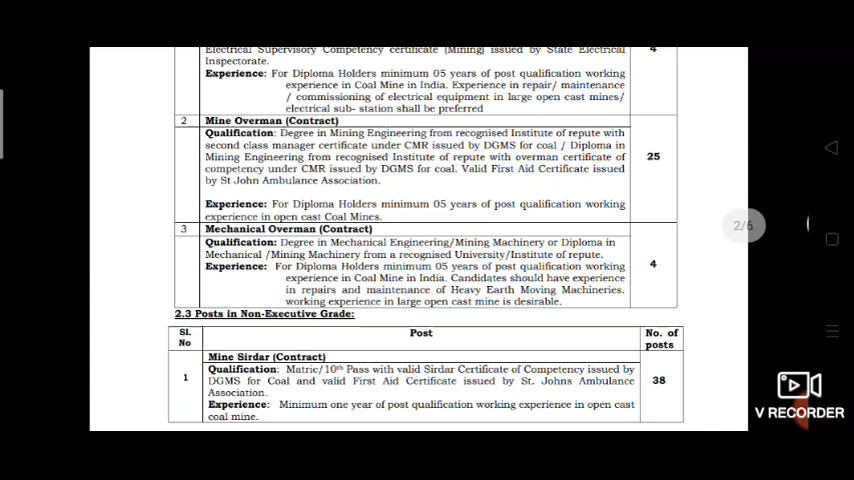 Electrical Supervisory Competency certificate (Mining) issued by State Electrical
Inspectorate.
4
Experience: For Diploma Holders minimum 05 years of post qualification working
experience in Coal Mine in India. Experience in repair/ maintenance
/ commissioning of electrical equipment in large open cast mines/
electrical sub- station shall be preferred
2
Mine Overman (Contract)
Qualification: Degree in Mining Engineering from recognised Institute of repute with
second class manager certificate under CMR issued by DGMS for coal / Diploma in
Mining Engineering from recognised Institute of repute with overman certificate of
competency under CMR issued by DGMS for coal. Valid First Aid Certificate issued
by St John Ambulance Association.
25
Experience: For Diploma Holders minimum 05 years of post qualification working
experience in open cast Coal Mines.
3
Mechanical Overman (Contract)
Qualification: Degree in Mechanical Engineering/Mining Machinery or Diploma in
Mechanical /Mining Machinery from a recognised University/Institute of repute.
Experience: For Diploma Holders minimum 05 years of post qualification working
experience in Coal Mine in India. Candidates should have experience
in repairs and maintenance of Heavy Earth Moving Machineries.
working experience in large open cast mine is desirable.
4
2.3 Posts in Non-Executive Grade:
Sl. No
Post
No. of posts
1
Mine Sirdar (Contract)
Qualification: Matric/10th Pass with valid Sirdar Certificate of Competency issued by
DGMS for Coal and valid First Aid Certificate issued by St. Johns Ambulance
Association.
Experience: Minimum one year of post qualification working experience in open cast
coal mine.
38
2/6
V RECORDER